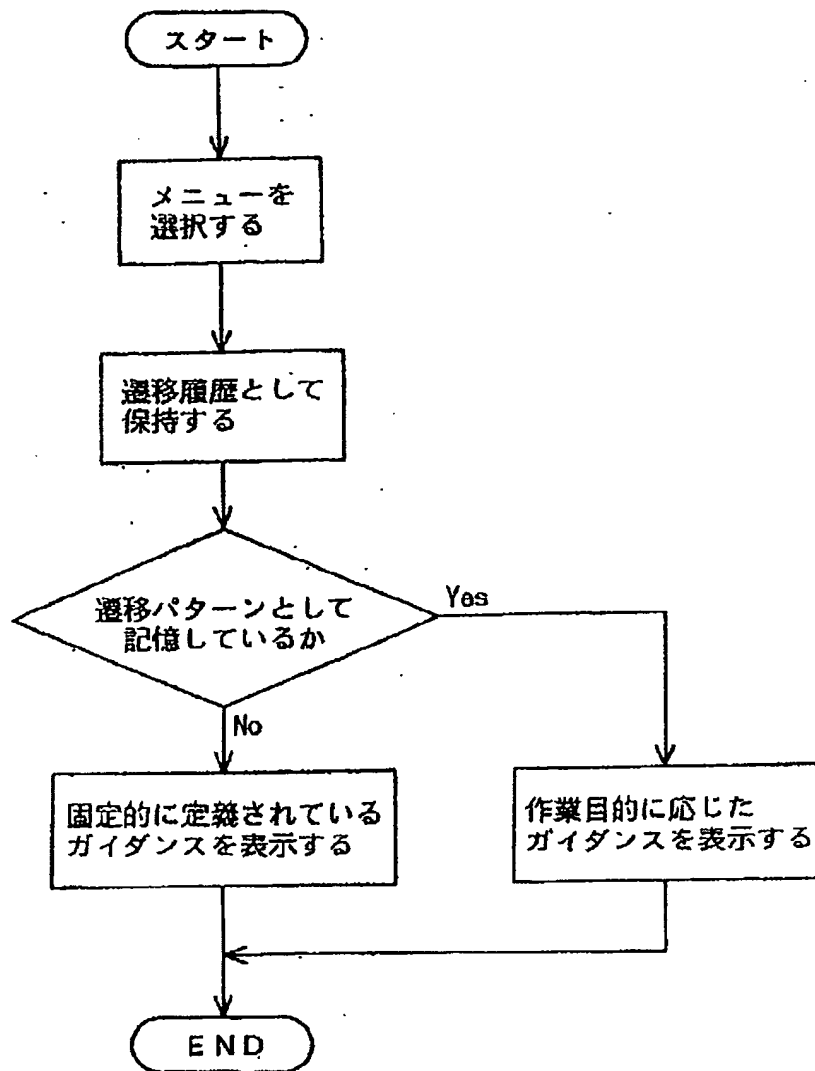 スタート
メニューを
選択する
遷移履歴として
保持する
遷移パターンとして
記憶しているか
Yes
No
固定的に定義されている
ガイダンスを表示する
作業目的に応じた
ガイダンスを表示する
END